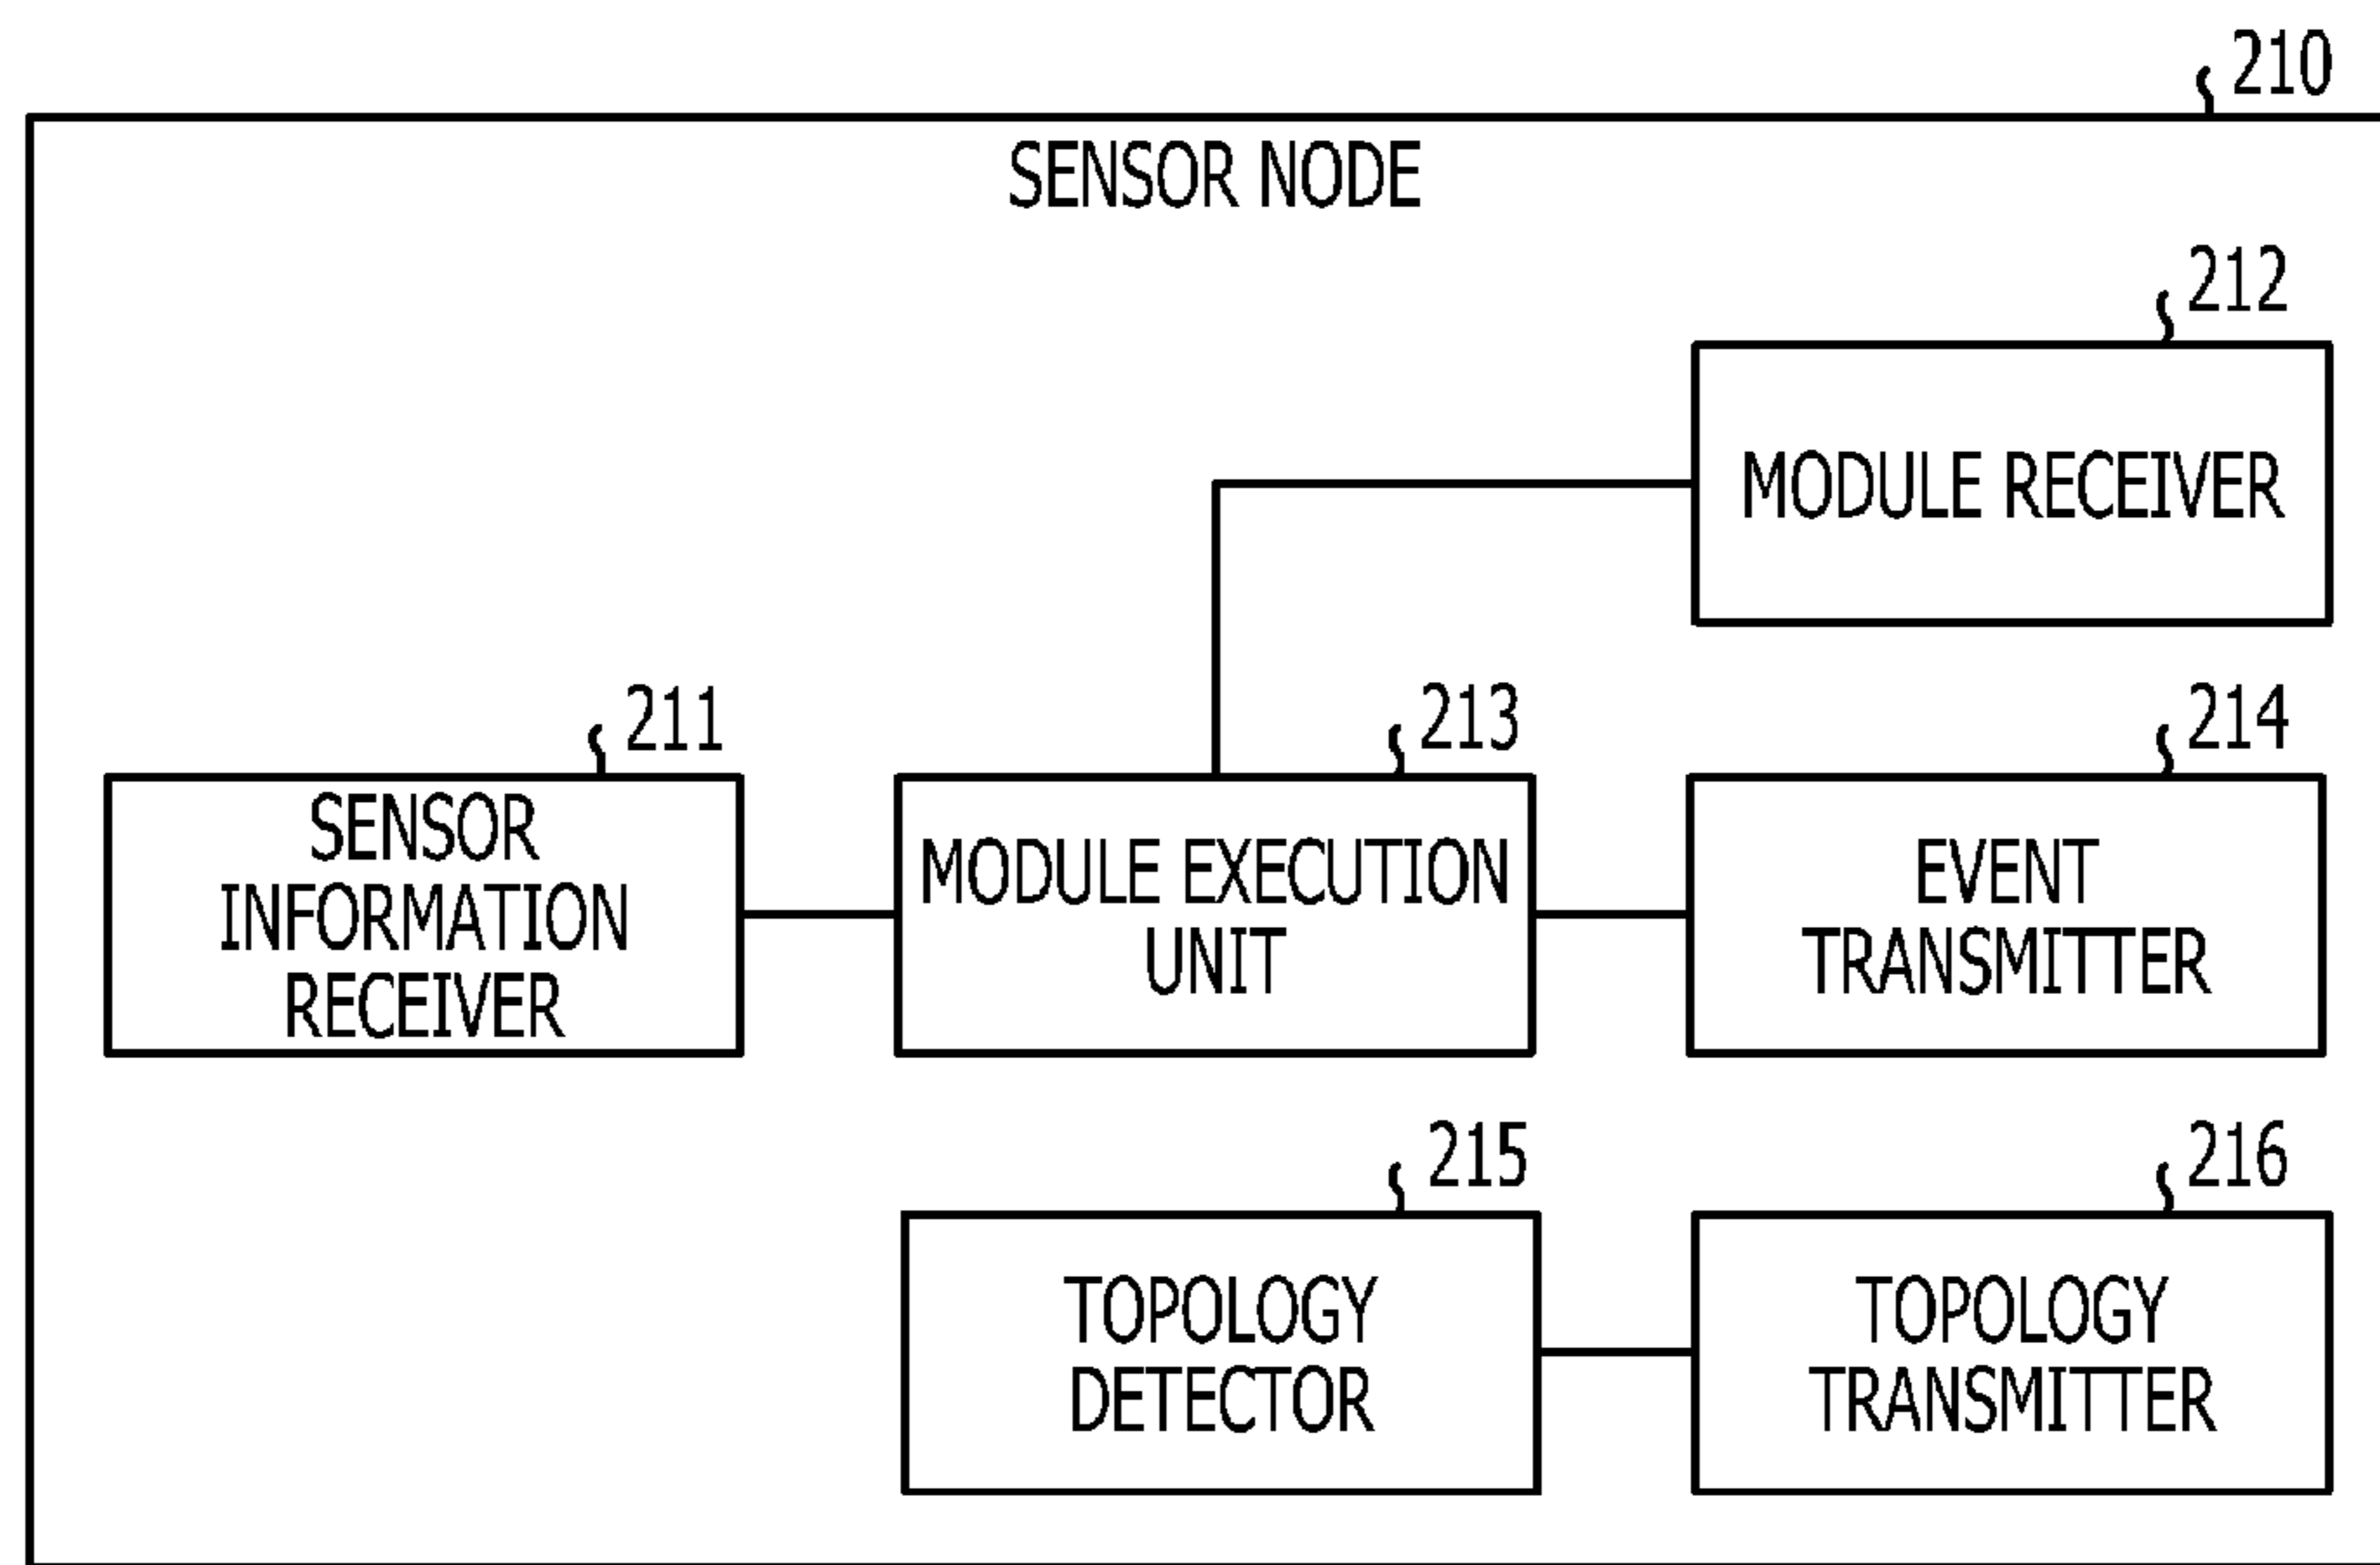 210
SENSOR NODE
212
MODULE RECEIVER
211
213
214
SENSOR
INFORMATION
RECEIVER
MODULE EXECUTION
UNIT
EVENT
TRANSMITTER
215
216
TOPOLOGY
DETECTOR
TOPOLOGY
TRANSMITTER